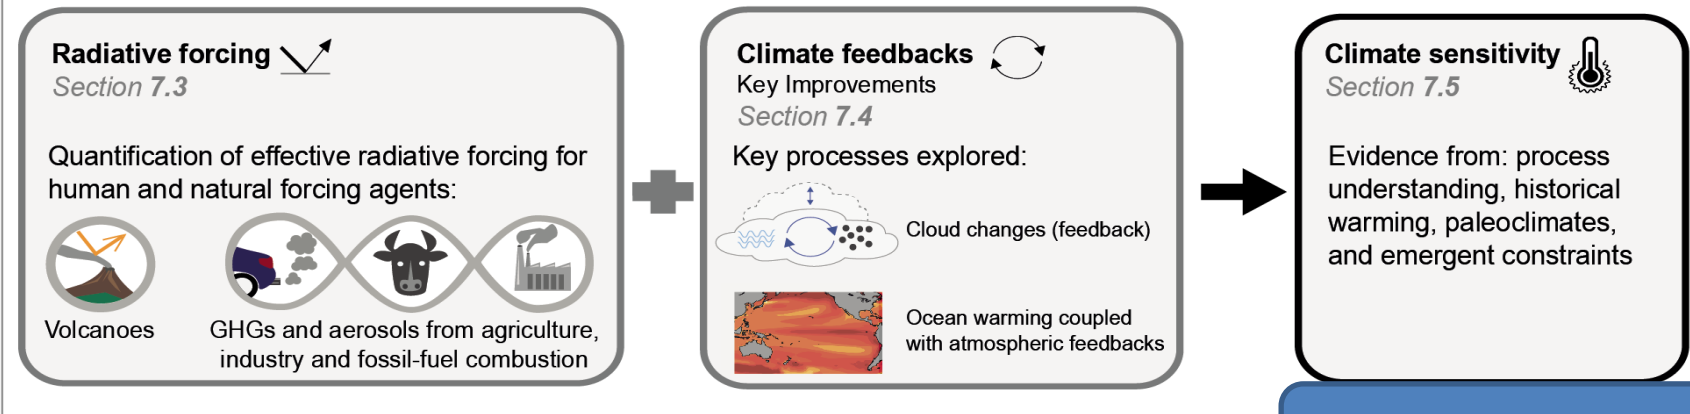 Radiative forcing
Section 7.3
Quantification of effective radiative forcing for
human and natural forcing agents:
Volcanoes
GHGs and aerosols from agriculture,
industry and fossil-fuel combustion
Climate feedbacks
Key Improvements
Section 7.4
Key processes explored:
Cloud changes (feedback)
Ocean warming coupled
with atmospheric feedbacks
Climate sensitivity
Section 7.5
Evidence from: process
understanding, historical
warming, paleoclimates,
and emergent constraints